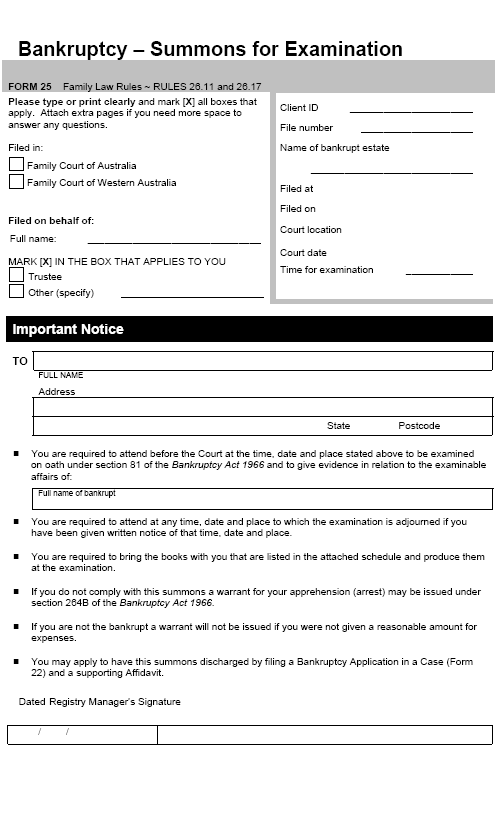 Bankruptcy – Summons for Examination
FORM 25 Family Law Rules ~ RULES 26.11 and 26.17
Please type or print clearly and mark [X] all boxes that
apply. Attach extra pages if you need more space to
answer any questions.
Filed in:
Family Court of Australia
Family Court of Western Australia
Filed on behalf of:
Full name:
MARK [X] IN THE BOX THAT APPLIES TO YOU
Trustee
Other (specify)
Client ID
File number
Name of bankrupt estate
Filed at
Filed on
Court location
Court date
Time for examination
Important Notice
TO
FULL NAME
Address
State Postcode
■ You are required to attend before the Court at the time, date and place stated above to be examined
on oath under section 81 of the Bankruptcy Act 1966 and to give evidence in relation to the examinable
affairs of:
Full name of bankrupt
■ You are required to attend at any time, date and place to which the examination is adjourned if you
have been given written notice of that time, date and place.
■ You are required to bring the books with you that are listed in the attached schedule and produce them
at the examination.
■ If you do not comply with this summons a warrant for your apprehension (arrest) may be issued under
section 264B of the Bankruptcy Act 1966.
■ If you are not the bankrupt a warrant will not be issued if you were not given a reasonable amount for
expenses.
■ You may apply to have this summons discharged by filing a Bankruptcy Application in a Case (Form
22) and a supporting Affidavit.
Dated Registry Manager's Signature
/ /